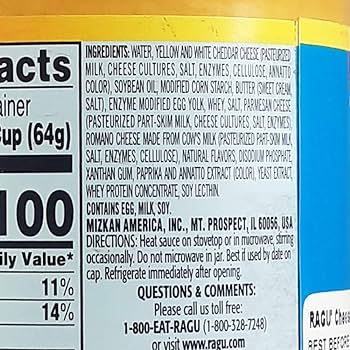 acts
ainer
Cup (64g)
100
ily Value*
11%
14%
INGREDIENTS: WATER, YELLOW AND WHITE CHEDDAR CHEESE (PASTEURIZED
MILK, CHEESE CULTURES, SALT, ENZYMES, CELLULOSE, ANNATTO
COLOR), SOYBEAN OIL, MODIFIED CORN STARCH, BUTTER (SWEET CREAM,
SALT), ENZYME MODIFIED EGG YOLK, WHEY, SALT, PARMESAN CHEESE
(PASTEURIZED PART-SKIM MILK, CHEESE CULTURES, SALT, ENZYMES),
ROMANO CHEESE MADE FROM COW'S MILK (PASTEURIZED PART-SKIM MILK,
SALT, ENZYMES, CELLULOSE), NATURAL FLAVORS, DISODIUM PHOSPHATE,
XANTHAN GUM, PAPRIKA AND ANNATTO EXTRACT (COLOR), YEAST EXTRACT,
WHEY PROTEIN CONCENTRATE, SOY LECITHIN.
CONTAINS EGG, MILK, SOY.
MIZKAN AMERICA, INC., MT. PROSPECT, IL 60056, USA
DIRECTIONS: Heat sauce on stovetop or in microwave, stirring
occasionally. Do not microwave in jar. Best if used by date on
cap. Refrigerate immediately after opening.
QUESTIONS & COMMENTS:
Please call us toll free:
1-800-EAT-RAGU (1-800-328-7248)
or visit: www.ragu.com
RAGU' Chees
BEST BEFORE